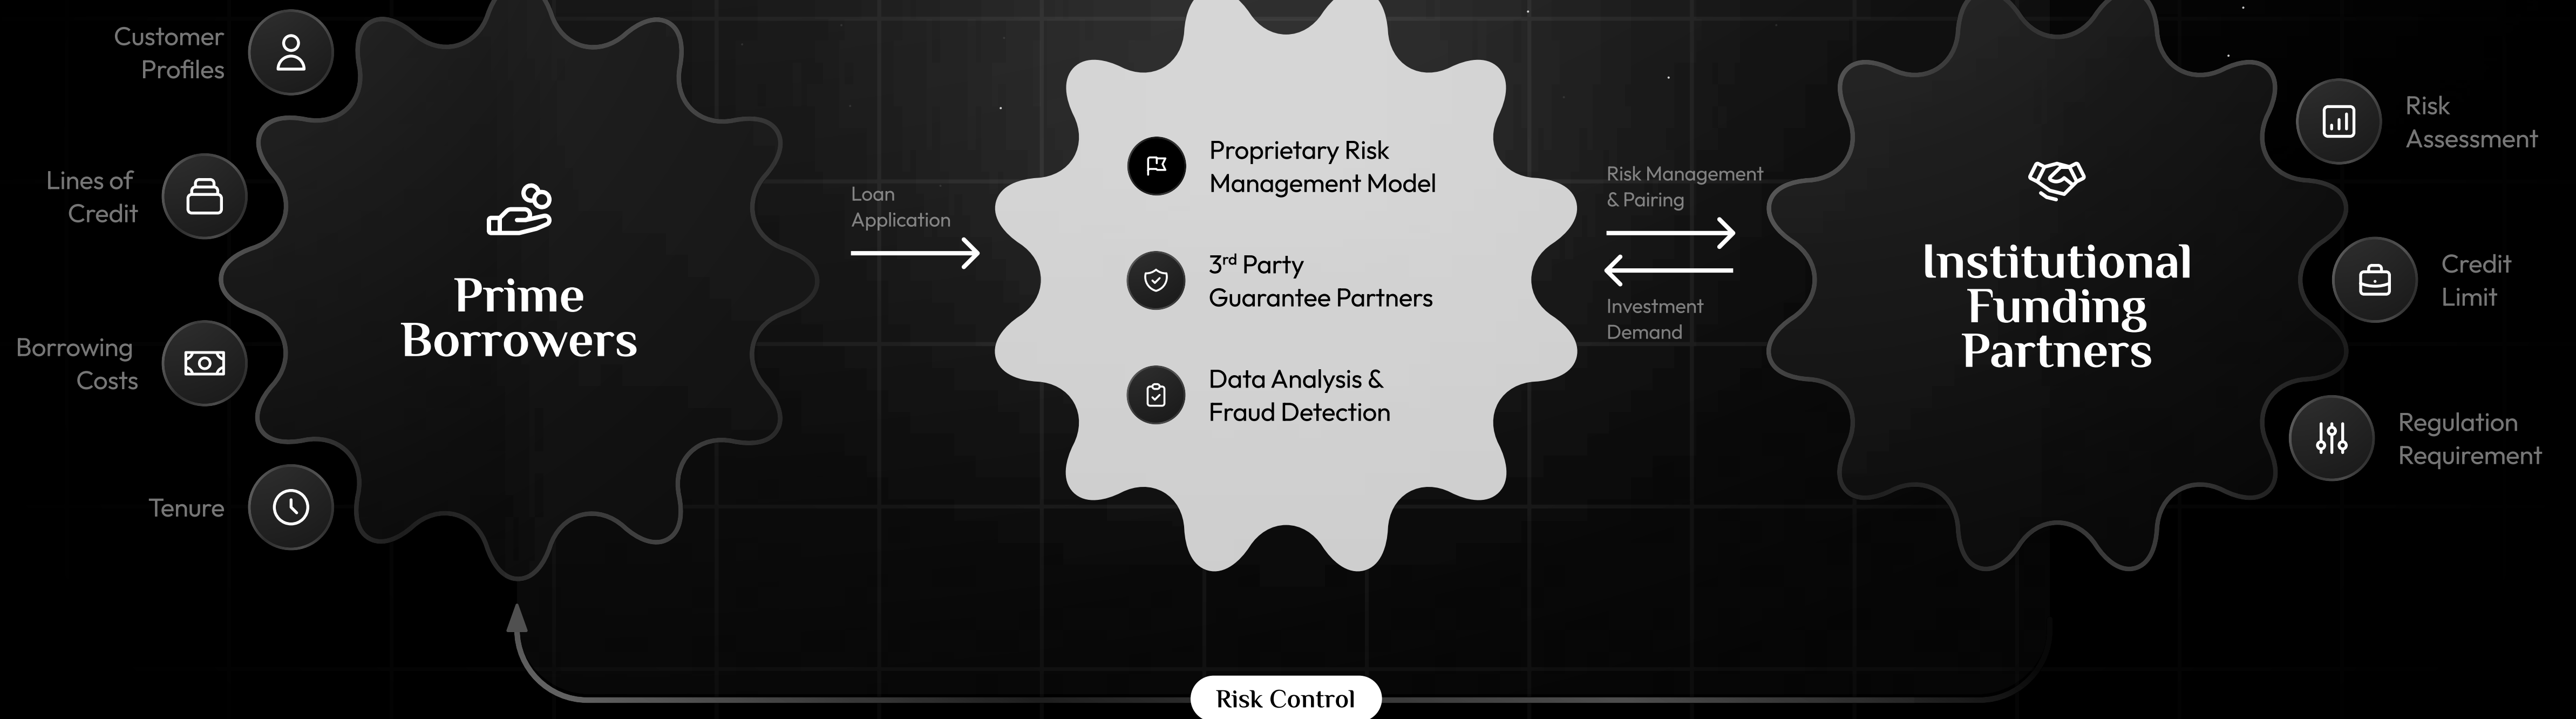 Customer
Profiles
Lines of
Credit
Borrowing
Costs
Tenure
Prime
Borrowers
Loan
Application
Proprietary Risk
Management Model
3rd Party
Guarantee Partners
Data Analysis &
Fraud Detection
Risk Management
& Pairing
Investment
Demand
Institutional
Funding
Partners
Risk
Assessment
Credit
Limit
Regulation
Requirement
Risk Control